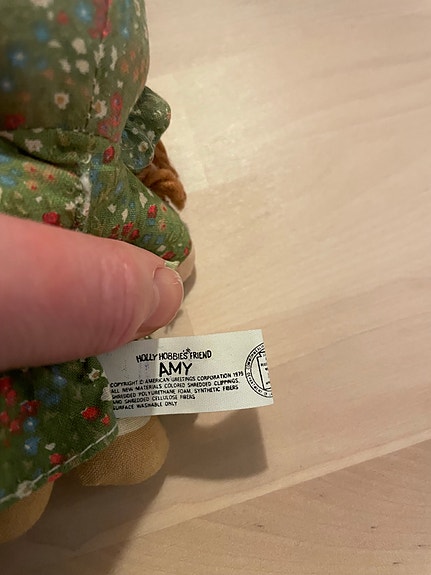 HOLLY HOBBIE'S FRIEND
AMY
COPYRIGHT © AMERICAN GREETINGS CORPORATION 1979
ALL NEW MATERIALS COLORED SHREDDED CLIPPINGS,
SHREDDED POLYURETHANE FOAM, SYNTHETIC FIBERS
AND SHREDDED CELLULOSE FIBERS
SURFACE WASHABLE ONLY